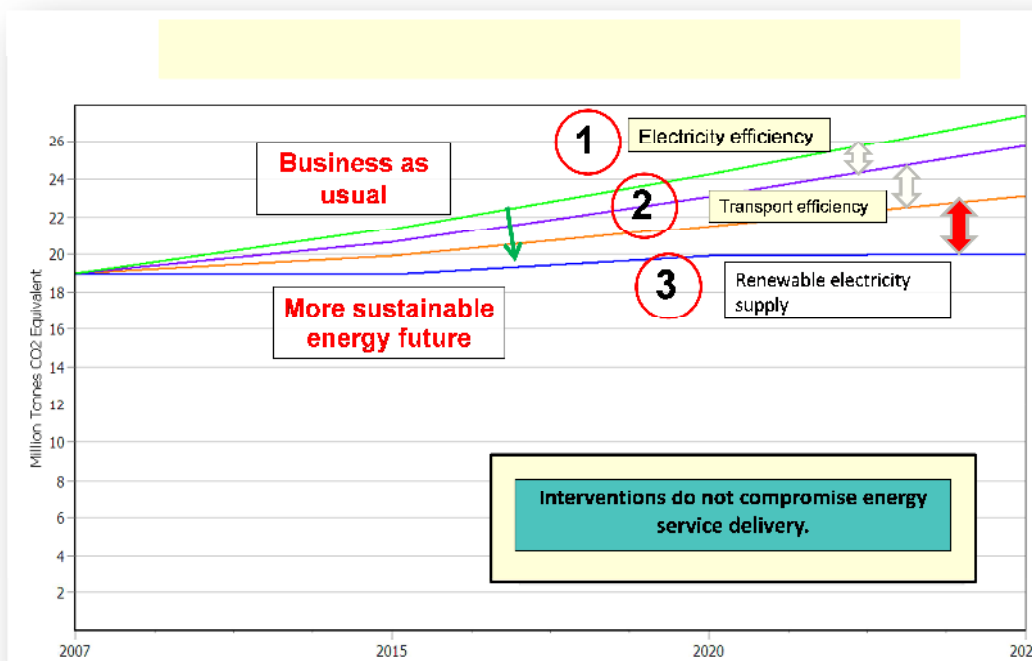 26
24
22
20
18
16
14
12
10
8
6
4
2
Million Tonnes CO2 Equivalent
1
Electricity efficiency
Business as
usual
2
Transport efficiency
3
Renewable electricity
supply
More sustainable
energy future
Interventions do not compromise energy
service delivery.
2007
2015
2020